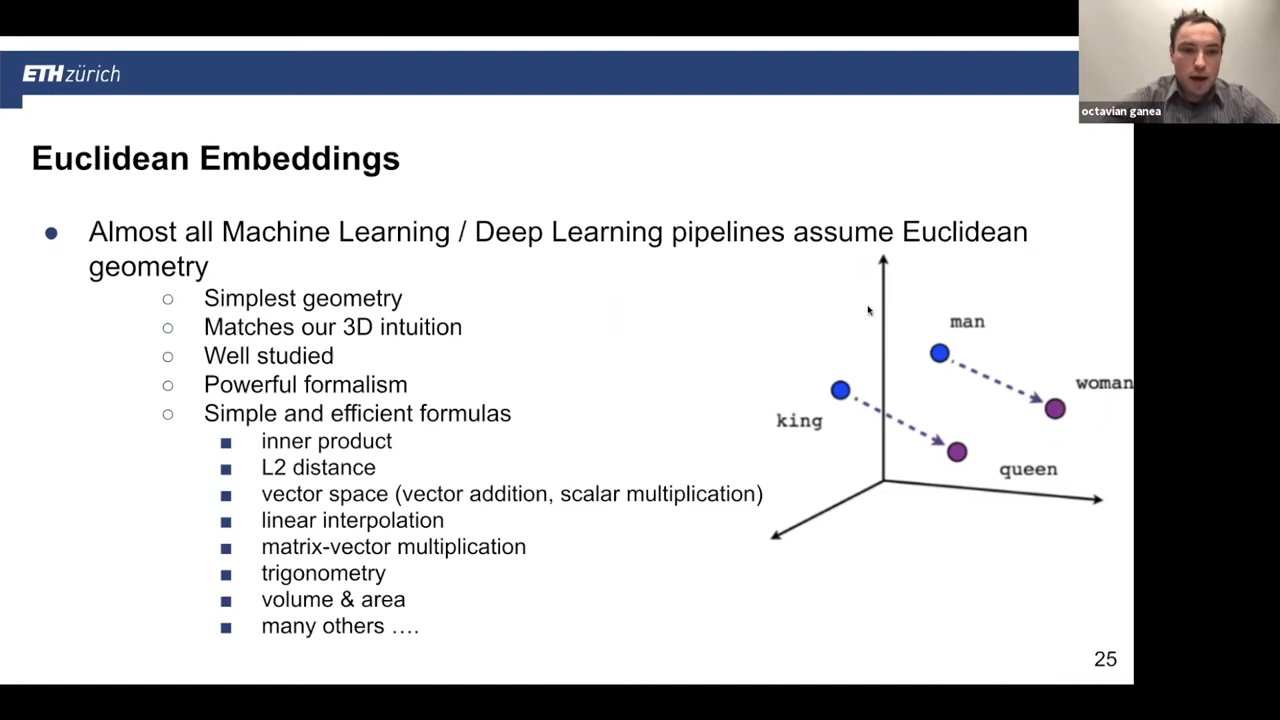 ETH zürich
octavian ganea
Euclidean Embeddings
● Almost all Machine Learning / Deep Learning pipelines assume Euclidean
geometry
○ Simplest geometry
○ Matches our 3D intuition
○ Well studied
○ Powerful formalism
○ Simple and efficient formulas
■ inner product
■ L2 distance
■ vector space (vector addition, scalar multiplication)
■ linear interpolation
■ matrix-vector multiplication
■ trigonometry
■ volume & area
■ many others ....
man
woman
king
queen
25